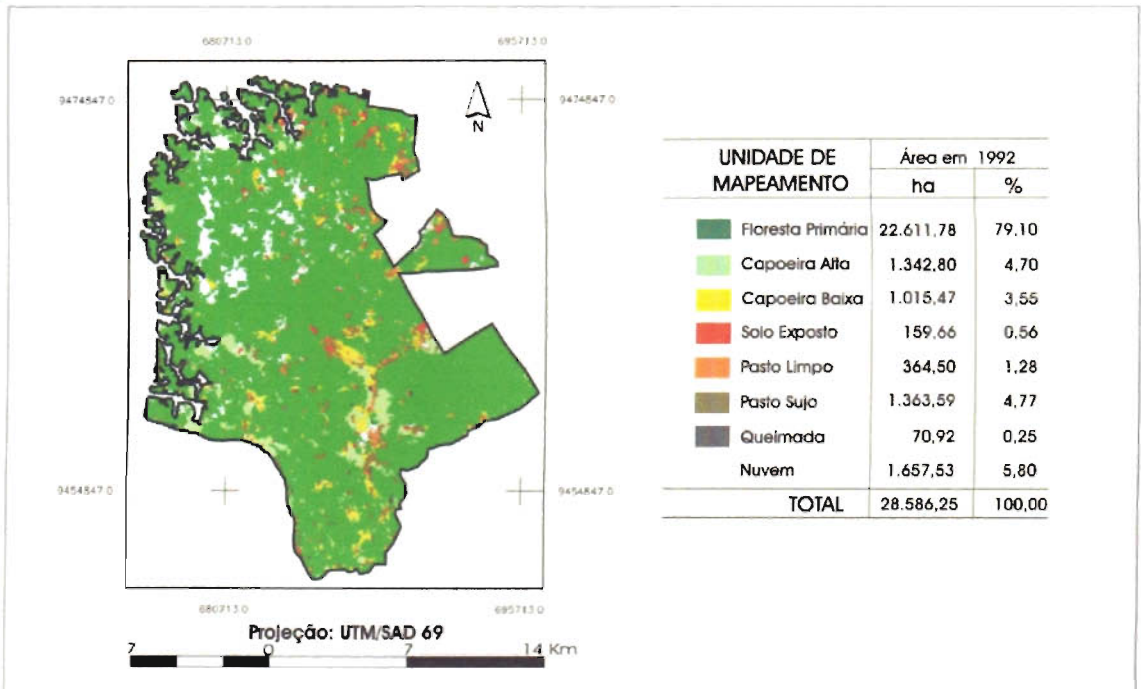 680713.0 695713.0
9474847.0 9474847.0
N
9454847.0 9454847.0
680713.0 695713.0
Projeção: UTM/SAD 69
7 0 7 14 Km
UNIDADE DE MAPEAMENTO Área em 1992
ha %
Floresta Primária 22.611,78 79.10
Capoeira Alta 1.342,80 4,70
Capoeira Baixa 1.015,47 3,55
Solo Exposto 159,66 0,56
Pasto Limpo 364,50 1,28
Pasto Sujo 1.363,59 4,77
Queimada 70,92 0,25
Nuvem 1.657,53 5,80
TOTAL 28.586,25 100,00